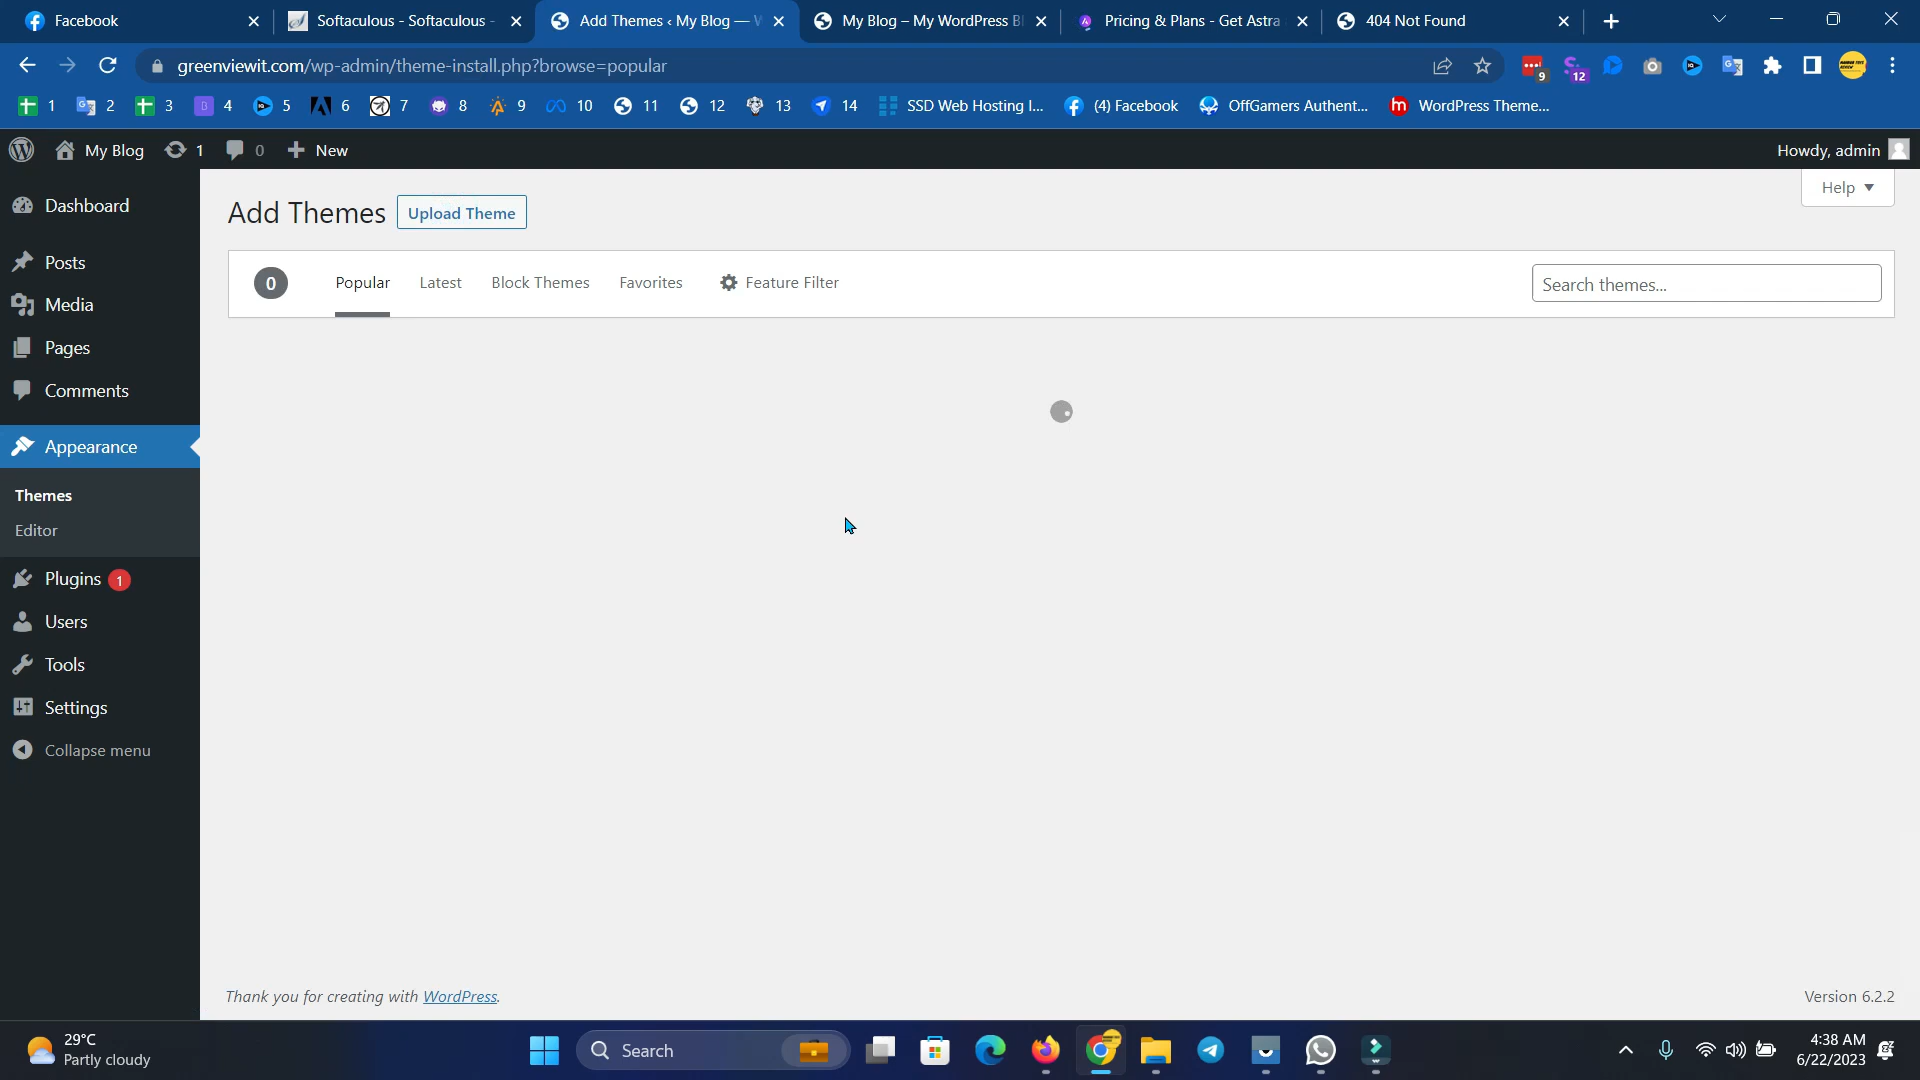 Facebook
Softaculous - Softaculous -
Add Themes ‹ My Blog —
My Blog – My WordPress Bl
Pricing & Plans - Get Astra
404 Not Found
greenviewit.com/wp-admin/theme-install.php?browse=popular
9
12
1
2
3
4
5
6
7
8
9
10
11
12
13
14
SSD Web Hosting I...
(4) Facebook
OffGamers Authent...
WordPress Theme...
My Blog
1
0
New
Howdy, admin
Dashboard
Posts
Media
Pages
Comments
Appearance
Themes
Editor
Plugins 1
Users
Tools
Settings
Collapse menu
Help
Add Themes
Upload Theme
0
Popular
Latest
Block Themes
Favorites
Feature Filter
Search themes...
Thank you for creating with WordPress.
Version 6.2.2
29°C
Partly cloudy
Search
4:38 AM
6/22/2023